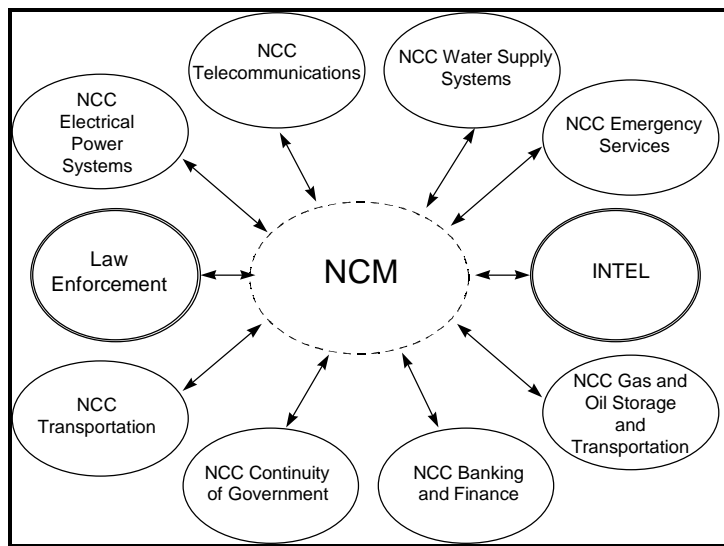 NCC
Telecommunications
NCC Water Supply
Systems
NCC
Electrical
Power
Systems
NCC Emergency
Services
Law
Enforcement
NCM
INTEL
NCC
Transportation
NCC Gas and
Oil Storage
and
Transportation
NCC Continuity
of Government
NCC Banking
and Finance